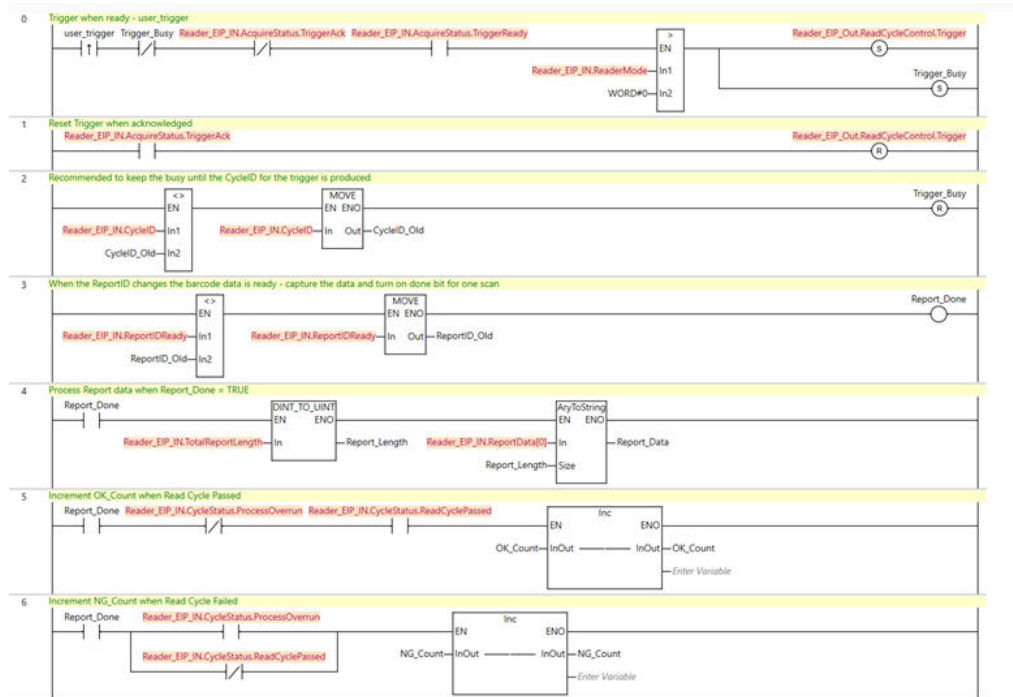 0 Trigger when ready - user_trigger
user_trigger Trigger_Busy Reader_EIP_IN.AcquireStatus.TriggerAck Reader_EIP_IN.AcquireStatus.TriggerReady > Reader_EIP_Out.ReadCycleControl.Trigger
EN S
Reader_EIP_IN.ReaderMode In1 Trigger_Busy
WORD#0 In2 S
1 Reset Trigger when acknowledged
Reader_EIP_IN.AcquireStatus.TriggerAck Reader_EIP_Out.ReadCycleControl.Trigger
R
2 Recommended to keep the busy until the CycleID for the trigger is produced
<> MOVE Trigger_Busy
EN EN ENO R
Reader_EIP_IN.CycleID In1 Reader_EIP_IN.CycleID In Out CycleID_Old
CycleID_Old In2
3 When the ReportID changes the barcode data is ready - capture the data and turn on done bit for one scan
<> MOVE Report_Done
EN EN ENO
Reader_EIP_IN.ReportIDReady In1 Reader_EIP_IN.ReportIDReady In Out ReportID_Old
ReportID_Old In2
4 Process Report data when Report_Done = TRUE
Report_Done DINT_TO_UINT AryToString
EN ENO EN ENO
Reader_EIP_IN.TotalReportLength In Report_Length Reader_EIP_IN.ReportData[0] In Report_Data
Report_Length Size
5 Increment OK_Count when Read Cycle Passed
Report_Done Reader_EIP_IN.CycleStatus.ProcessOverrun Reader_EIP_IN.CycleStatus.ReadCyclePassed Inc
EN ENO
OK_Count InOut InOut OK_Count
Enter Variable
6 Increment NG_Count when Read Cycle Failed
Report_Done Reader_EIP_IN.CycleStatus.ProcessOverrun Inc
EN ENO
Reader_EIP_IN.CycleStatus.ReadCyclePassed NG_Count InOut InOut NG_Count
Enter Variable